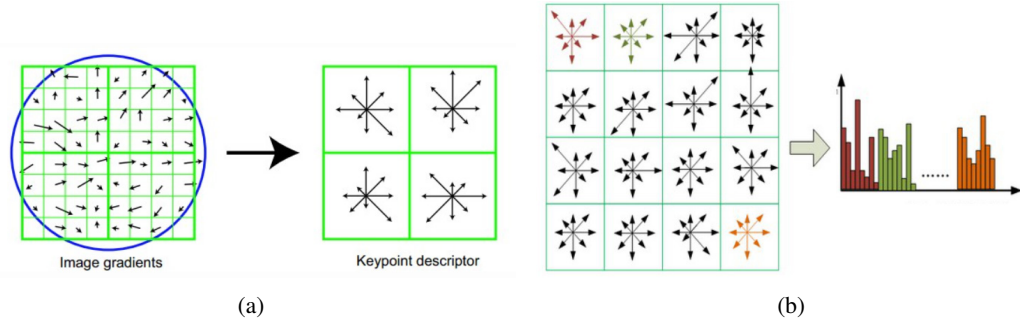 Image gradients
Keypoint descriptor
......
(a)
(b)